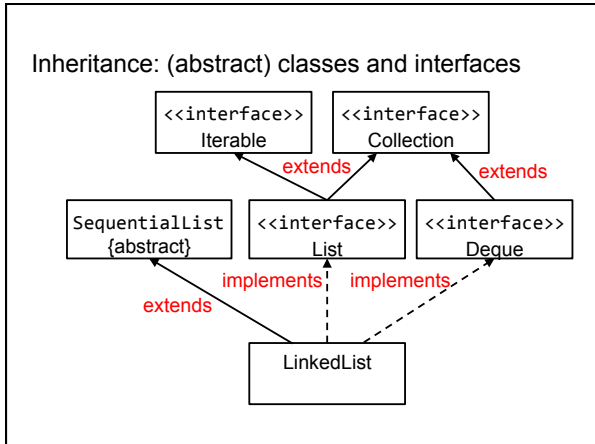 Inheritance: (abstract) classes and interfaces
<<interface>>
Iterable
<<interface>>
Collection
extends
extends
SequentialList
{abstract}
<<interface>>
List
<<interface>>
Deque
implements
implements
extends
LinkedList